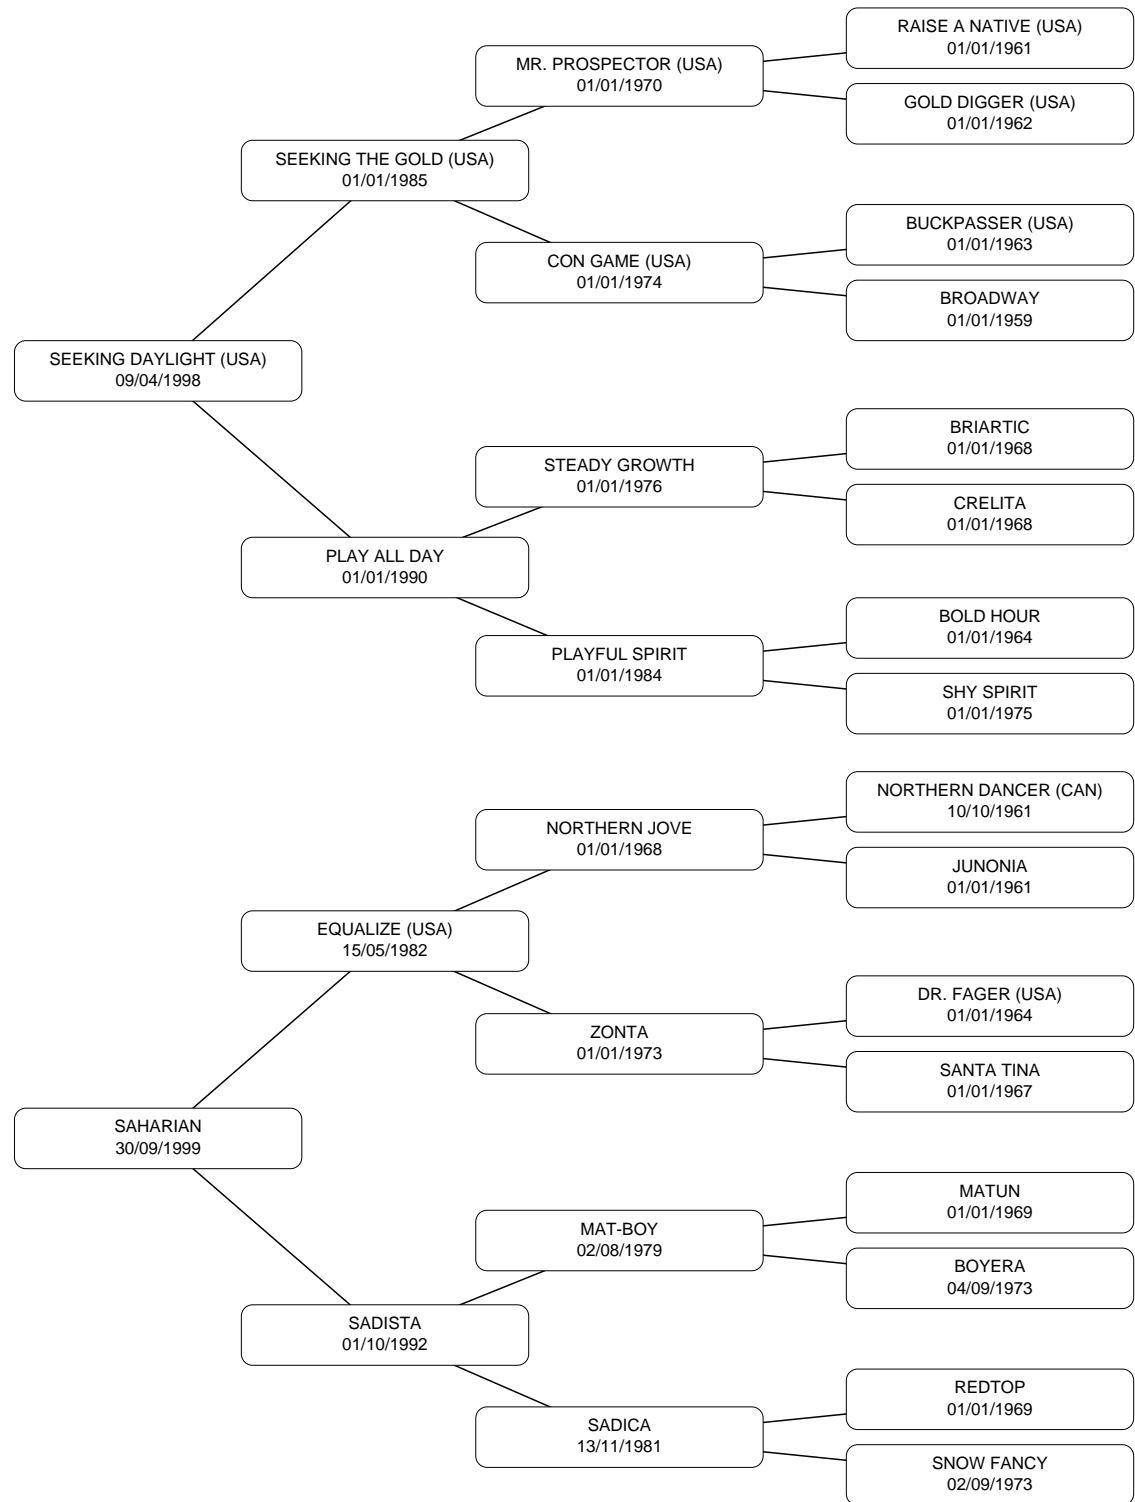 RAISE A NATIVE (USA)
01/01/1961
MR. PROSPECTOR (USA)
01/01/1970
GOLD DIGGER (USA)
01/01/1962
SEEKING THE GOLD (USA)
01/01/1985
BUCKPASSER (USA)
01/01/1963
CON GAME (USA)
01/01/1974
BROADWAY
01/01/1959
SEEKING DAYLIGHT (USA)
09/04/1998
BRIARTIC
01/01/1968
STEADY GROWTH
01/01/1976
CRELITA
01/01/1968
PLAY ALL DAY
01/01/1990
BOLD HOUR
01/01/1964
PLAYFUL SPIRIT
01/01/1984
SHY SPIRIT
01/01/1975
NORTHERN DANCER (CAN)
10/10/1961
NORTHERN JOVE
01/01/1968
JUNONIA
01/01/1961
EQUALIZE (USA)
15/05/1982
DR. FAGER (USA)
01/01/1964
ZONTA
01/01/1973
SANTA TINA
01/01/1967
SAHARIAN
30/09/1999
MATUN
01/01/1969
MAT-BOY
02/08/1979
BOYERA
04/09/1973
SADISTA
01/10/1992
REDTOP
01/01/1969
SADICA
13/11/1981
SNOW FANCY
02/09/1973